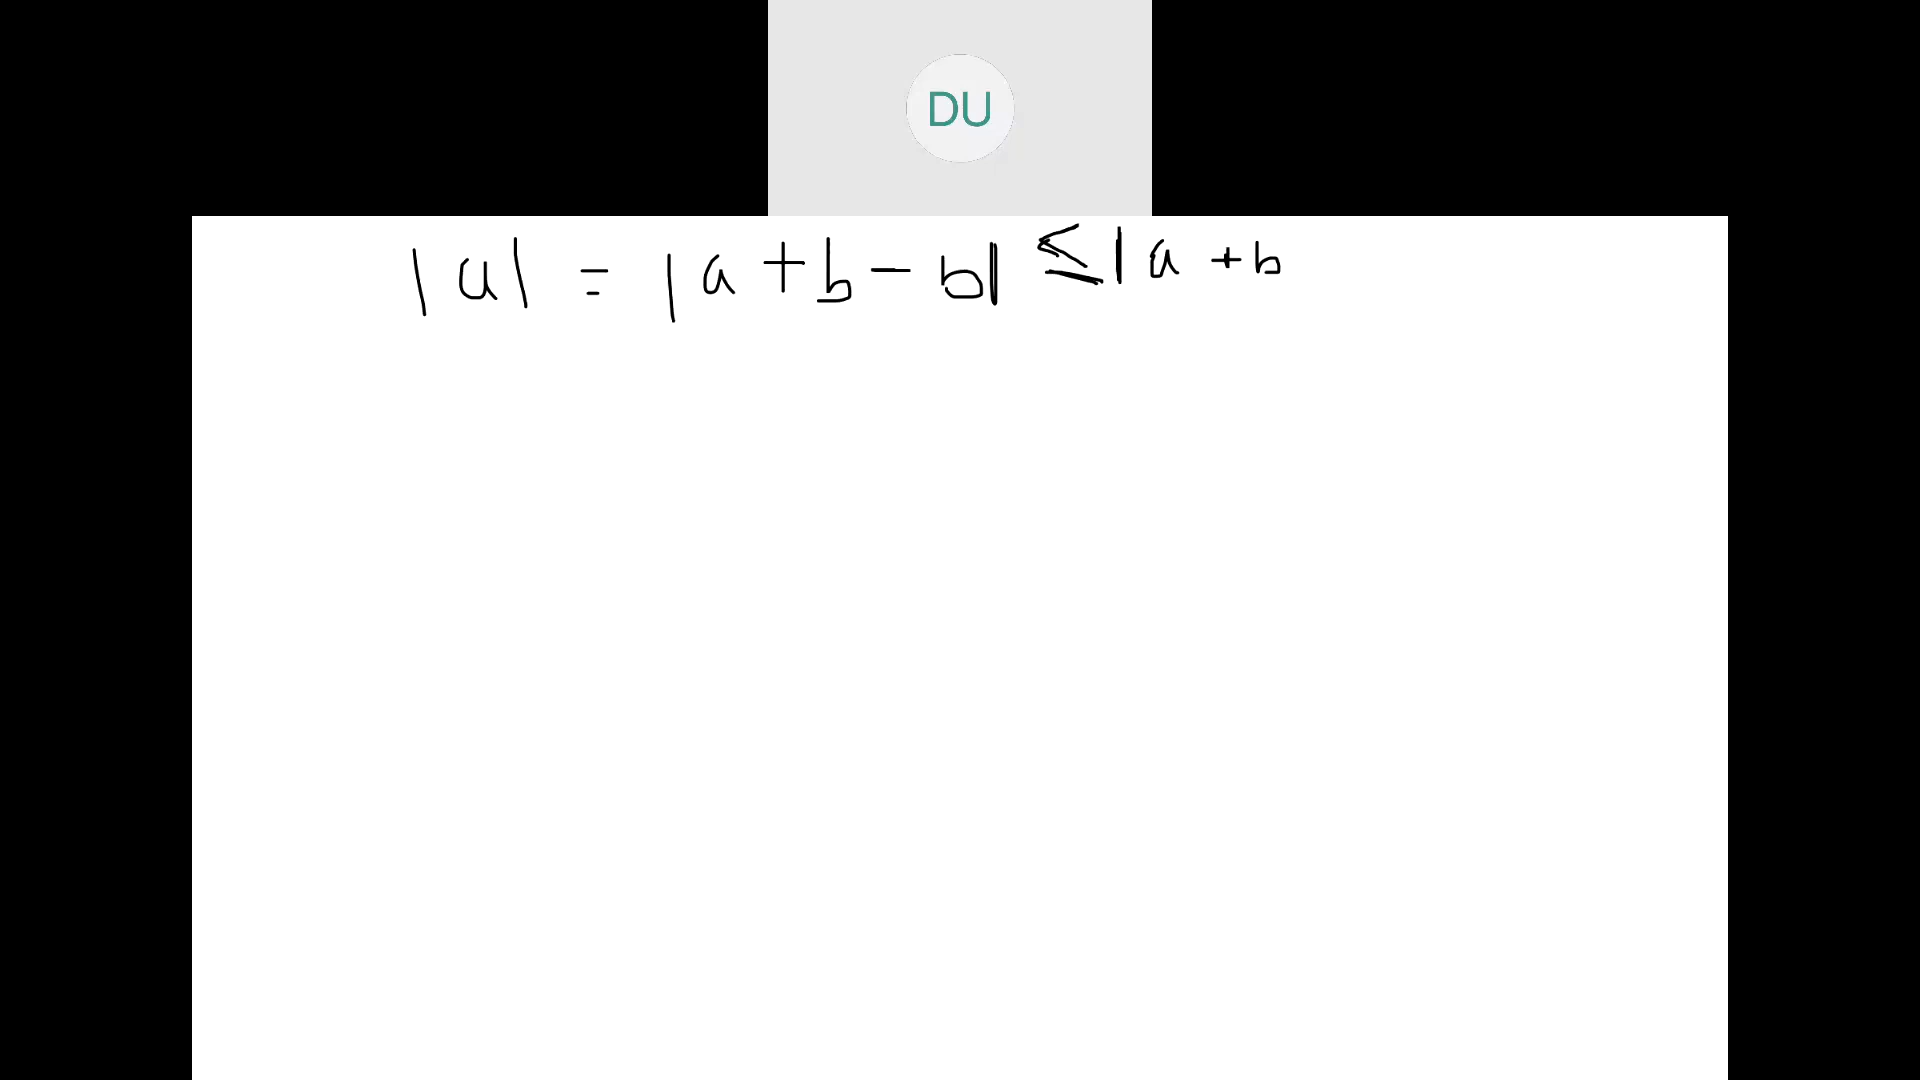 DU
|a| = |a + b - b| ≤ |a + b